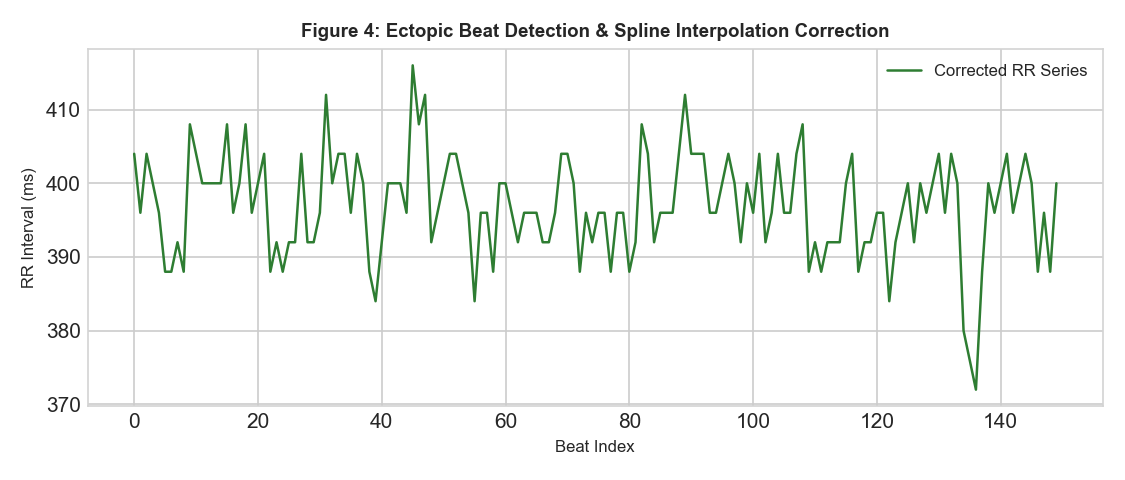 Figure 4: Ectopic Beat Detection & Spline Interpolation Correction
Corrected RR Series
RR Interval (ms)
410
400
390
380
370
0 20 40 60 80 100 120 140
Beat Index